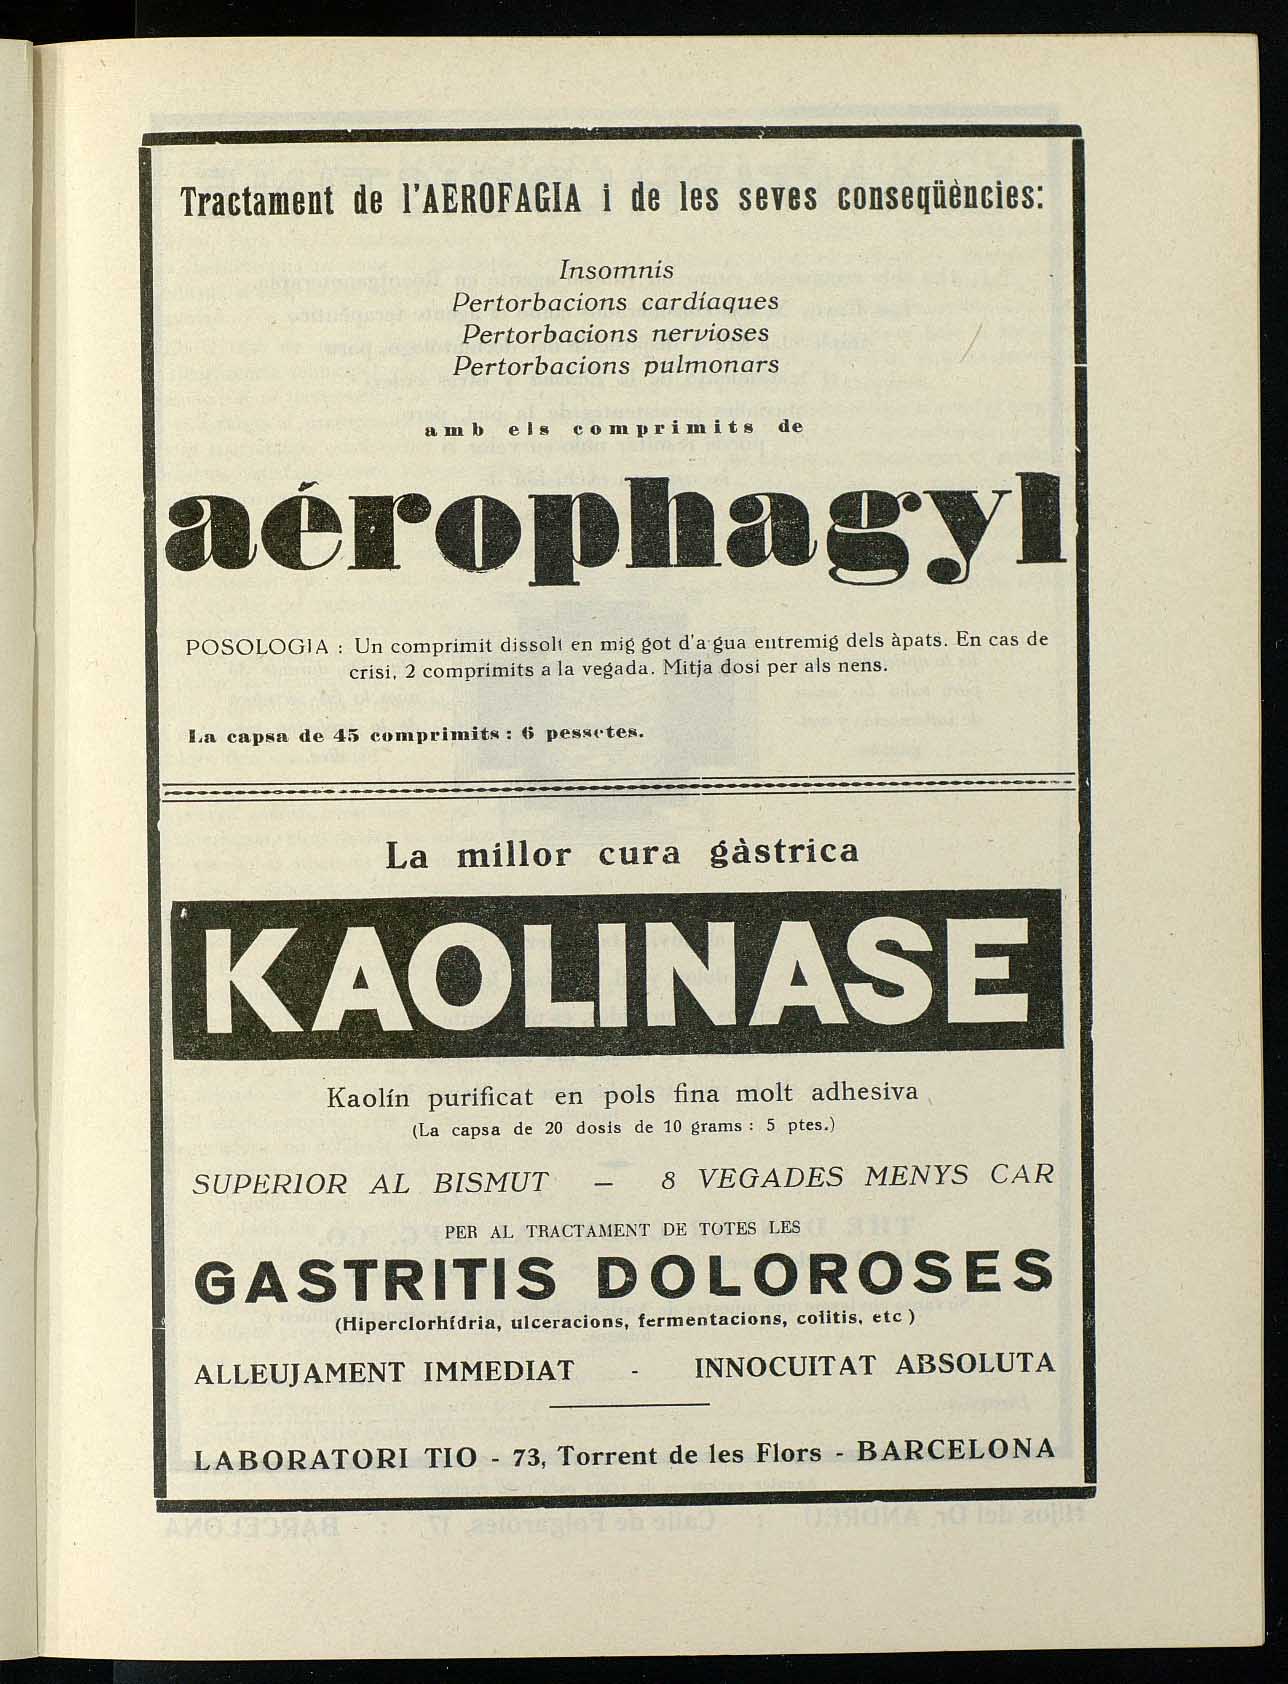 Tractament de l'AEROFAGIA i de les seves conseqüències:
Insomnis
Pertorbacions cardíaques
Pertorbacions nervioses
Pertorbacions pulmonars
amb els comprimits de
aérophagyl
POSOLOGIA : Un comprimit dissolt en mig got d'a gua entremig dels àpats. En cas de
crisi, 2 comprimits a la vegada. Mitja dosi per als nens.
La capsa de 45 comprimits : 6 pessetes.
La millor cura gàstrica
KAOLINASE
Kaolín purificat en pols fina molt adhesiva
(La capsa de 20 dosis de 10 grams : 5 ptes.)
SUPERIOR AL BISMUT — 8 VEGADES MENYS CAR
PER AL TRACTAMENT DE TOTES LES
GASTRITIS DOLOROSES
(Hiperclorhídria, ulceracions, fermentacions, colitis, etc )
ALLEUJAMENT IMMEDIAT - INNOCUITAT ABSOLUTA
LABORATORI TIO - 73, Torrent de les Flors - BARCELONA